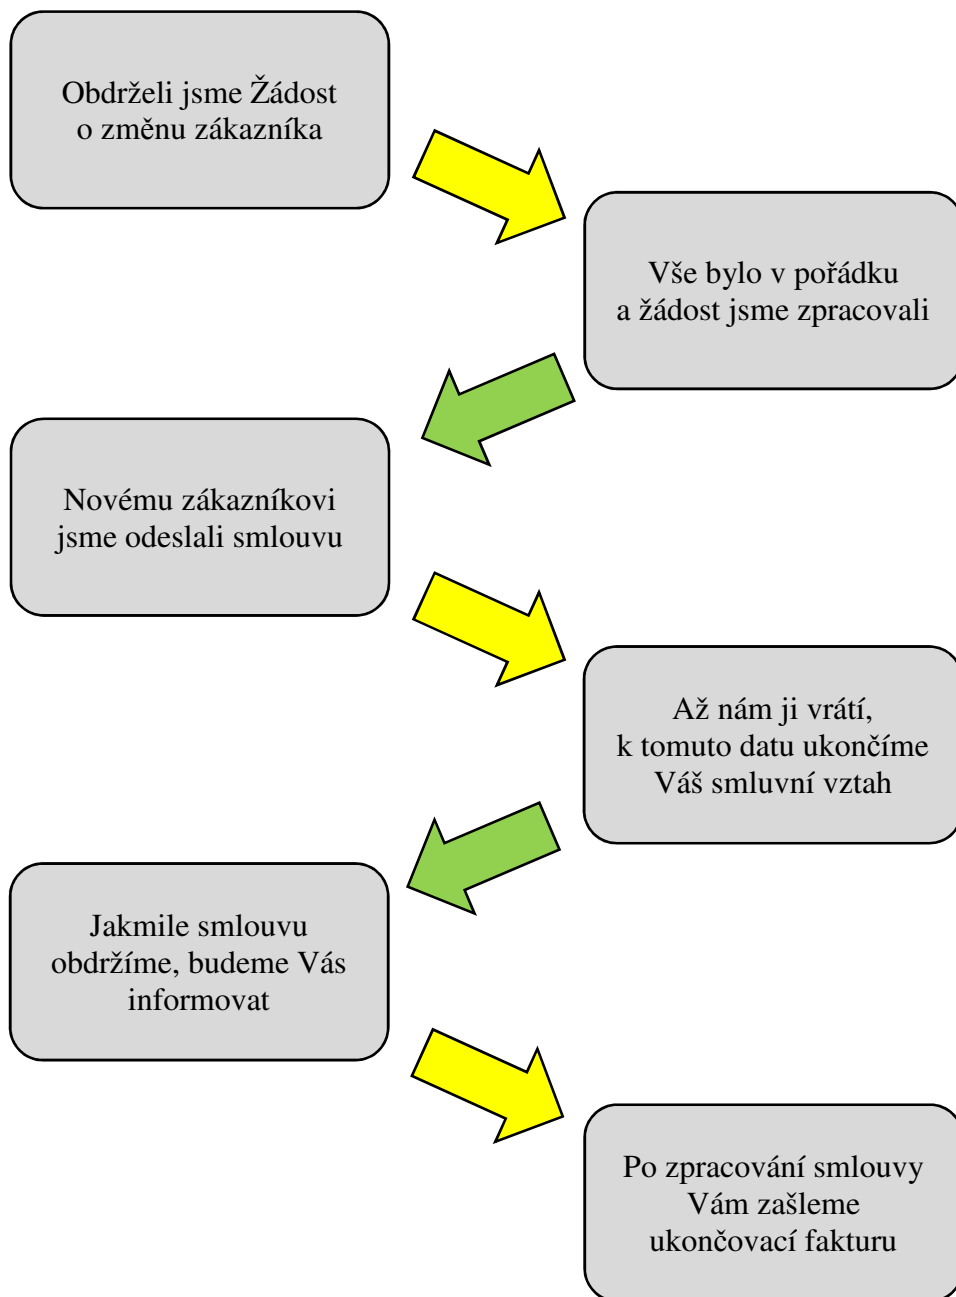 Obdrželi jsme Žádost
o změnu zákazníka
Vše bylo v pořádku
a žádost jsme zpracovali
Novému zákazníkovi
jsme odeslali smlouvu
Až nám ji vrátí,
k tomuto datu ukončíme
Váš smluvní vztah
Jakmile smlouvu
obdržíme, budeme Vás
informovat
Po zpracování smlouvy
Vám zašleme
ukončovací fakturu